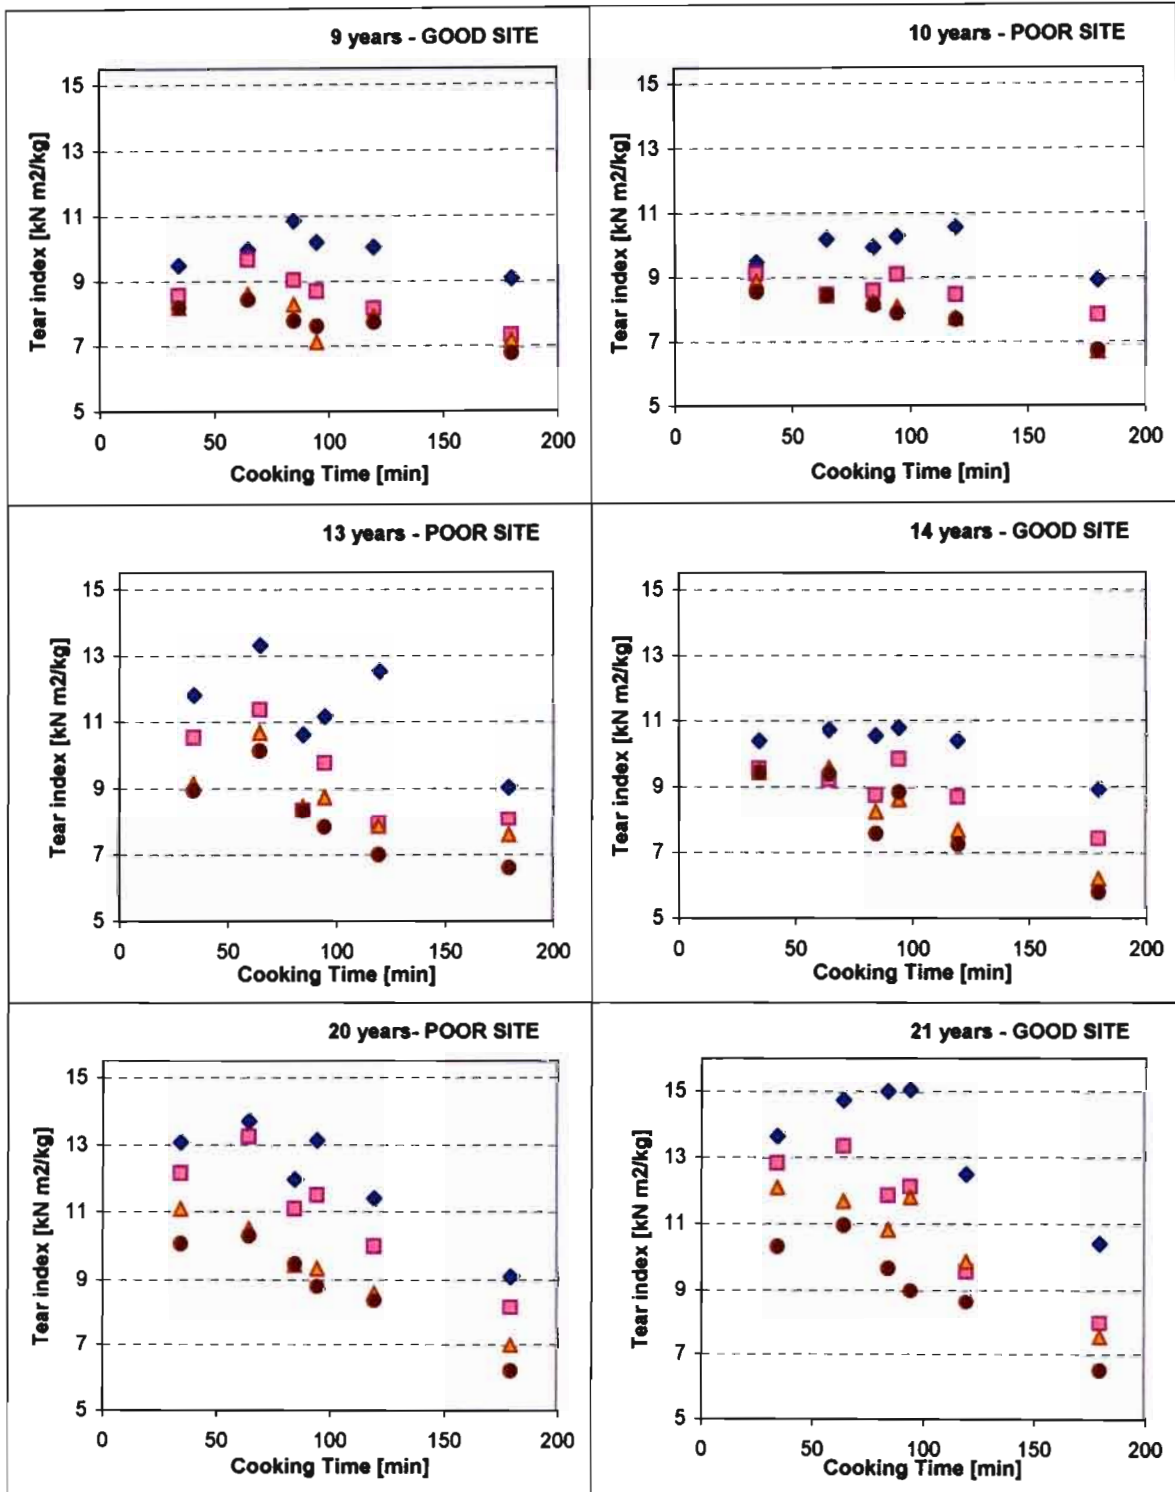 9 years - GOOD SITE
15
13
11
9
7
5
0 50 100 150 200
Tear index [kN m2/kg]
Cooking Time [min]
10 years - POOR SITE
15
13
11
9
7
5
0 50 100 150 200
Tear index [kN m2/kg]
Cooking Time [min]
13 years - POOR SITE
15
13
11
9
7
5
0 50 100 150 200
Tear index [kN m2/kg]
Cooking Time [min]
14 years - GOOD SITE
15
13
11
9
7
5
0 50 100 150 200
Tear index [kN m2/kg]
Cooking Time [min]
20 years- POOR SITE
15
13
11
9
7
5
0 50 100 150 200
Tear index [kN m2/kg]
Cooking Time [min]
21 years - GOOD SITE
15
13
11
9
7
5
0 50 100 150 200
Tear index [kN m2/kg]
Cooking Time [min]